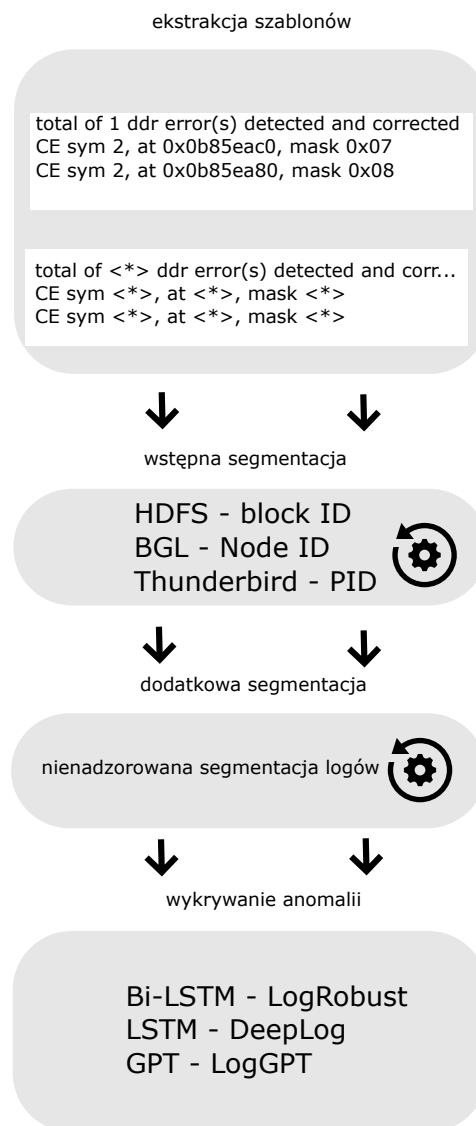 ekstrakcja szablonów
total of 1 ddr error(s) detected and corrected
CE sym 2, at 0x0b85eac0, mask 0x07
CE sym 2, at 0x0b85ea80, mask 0x08
total of <*> ddr error(s) detected and corr...
CE sym <*>, at <*>, mask <*>
CE sym <*>, at <*>, mask <*>
wstępna segmentacja
HDFS - block ID
BGL - Node ID
Thunderbird - PID
dodatkowa segmentacja
nienadzorowana segmentacja logów
wykrywanie anomalii
Bi-LSTM - LogRobust
LSTM - DeepLog
GPT - LogGPT